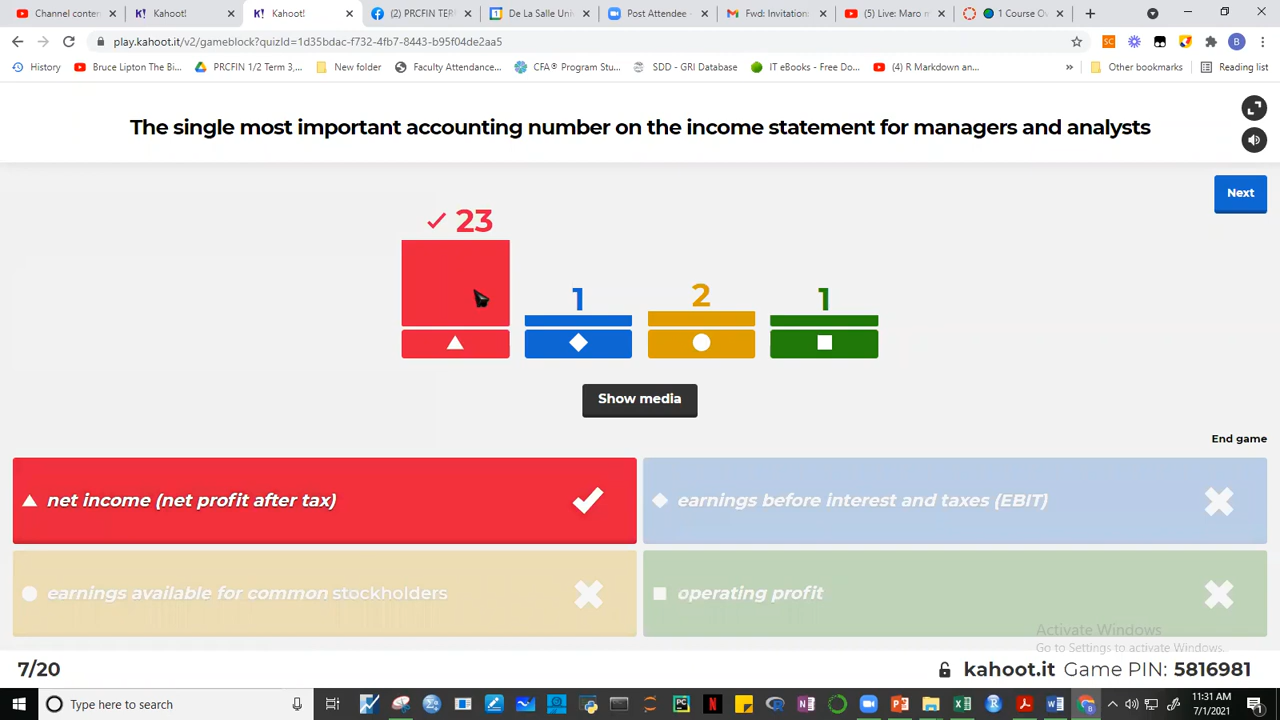 Channel conten
Kahoot!
Kahoot!
(2) PRCFIN TER
De La Salle Uni
Post Attendee -
Fwd: Invitation:
(5) Live: Maro m
1 Course Ov
play.kahoot.it/v2/gameblock?quizId=1d35bdac-f732-4fb7-8443-b95f04de2aa5
History
Bruce Lipton The Bi...
PRCFIN 1/2 Term 3,...
New folder
Faculty Attendance...
CFA® Program Stu...
SDD - GRI Database
IT eBooks - Free Do...
(4) R Markdown an...
Other bookmarks
Reading list
The single most important accounting number on the income statement for managers and analysts
Next
23
1
2
1
Show media
End game
net income (net profit after tax)
earnings before interest and taxes (EBIT)
earnings available for common stockholders
operating profit
Activate Windows
Go to Settings to activate Windows.
7/20
kahoot.it Game PIN: 5816981
Type here to search
11:31 AM
7/1/2021